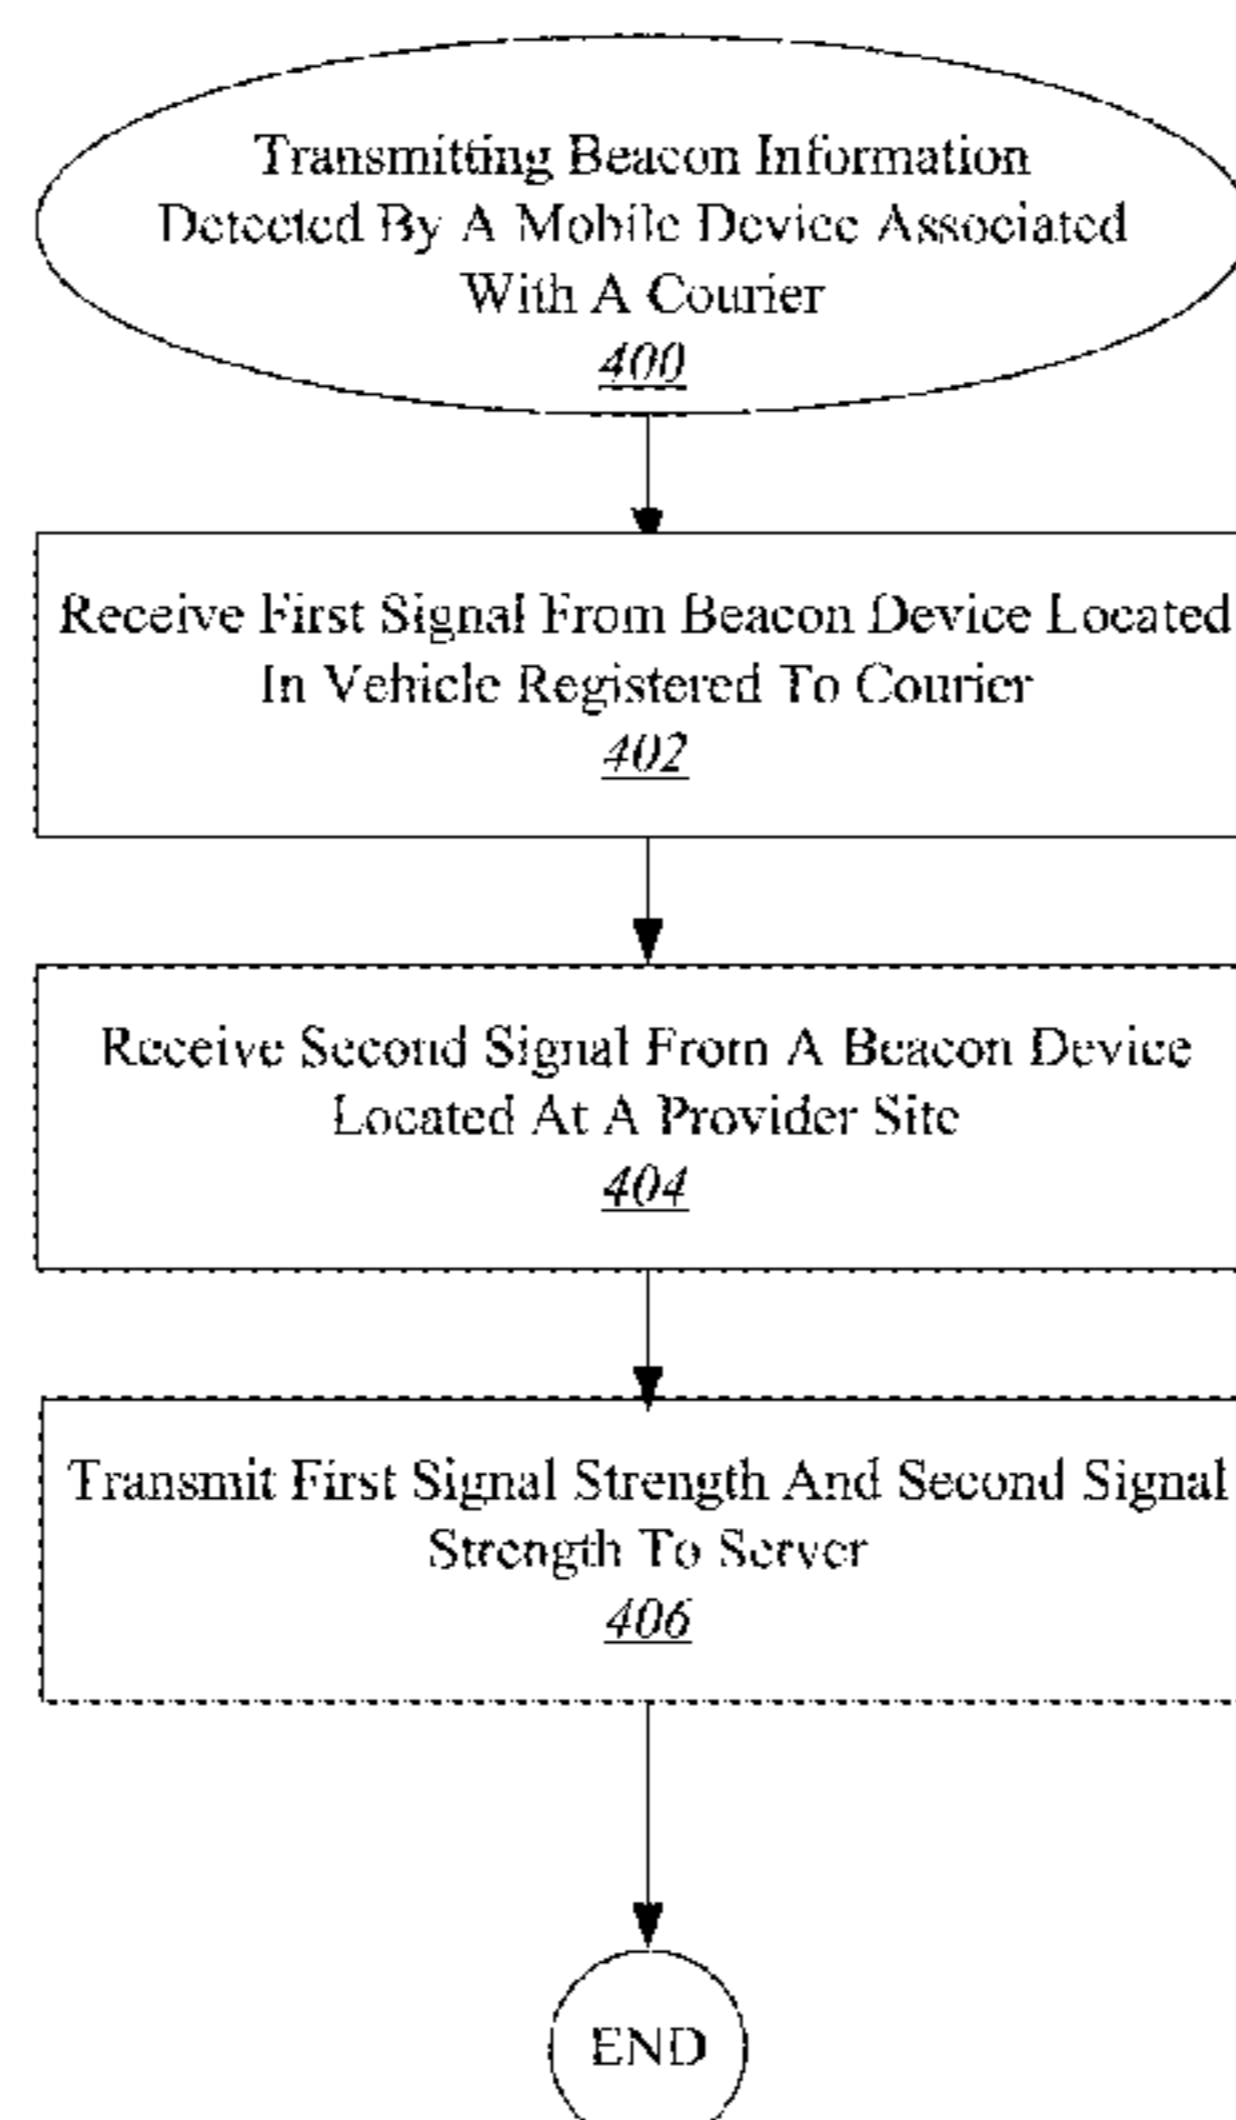 Transmitting Beacon Information
Detected By A Mobile Device Associated
With A Courier
400
Receive First Signal From Beacon Device Located
In Vehicle Registered To Courier
402
Receive Second Signal From A Beacon Device
Located At A Provider Site
404
Transmit First Signal Strength And Second Signal
Strength To Server
406
END